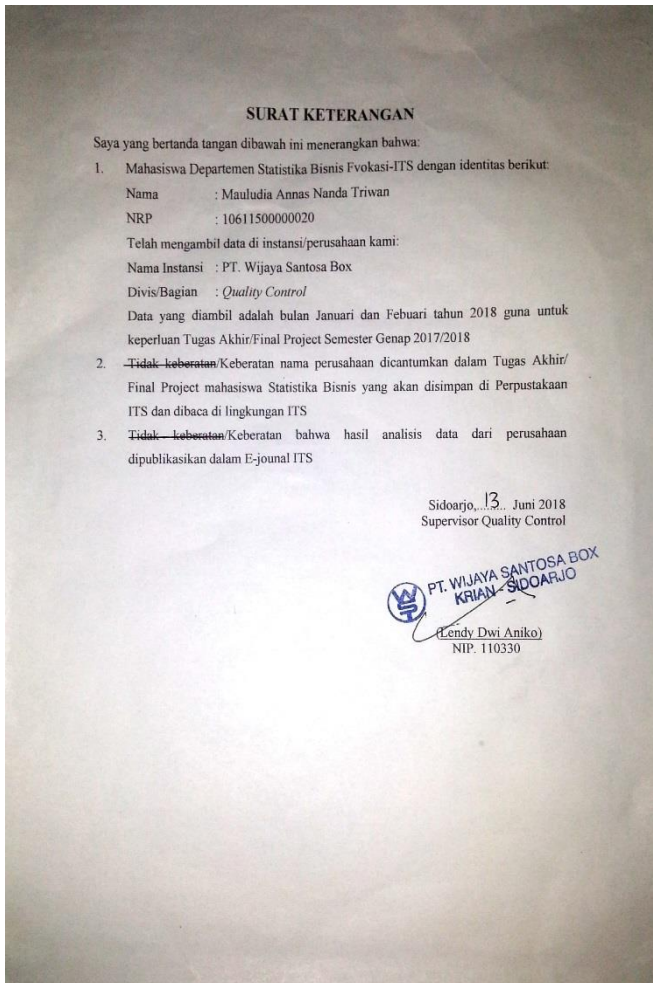 SURAT KETERANGAN
Saya yang bertanda tangan dibawah ini menerangkan bahwa:
1. Mahasiswa Departemen Statistika Bisnis Fvokasi-ITS dengan identitas berikut:
Nama : Mauludia Annas Nanda Triwan
NRP : 10611500000020
Telah mengambil data di instansi/perusahaan kami:
Nama Instansi : PT. Wijaya Santosa Box
Divis/Bagian : Quality Control
Data yang diambil adalah bulan Januari dan Febuari tahun 2018 guna untuk
keperluan Tugas Akhir/Final Project Semester Genap 2017/2018
2. Tidak keberatan/Keberatan nama perusahaan dicantumkan dalam Tugas Akhir/
Final Project mahasiswa Statistika Bisnis yang akan disimpan di Perpustakaan
ITS dan dibaca di lingkungan ITS
3. Tidak keberatan/Keberatan bahwa hasil analisis data dari perusahaan
dipublikasikan dalam E-jounal ITS
Sidoarjo, 13 Juni 2018
Supervisor Quality Control
PT. WIJAYA SANTOSA BOX
KRIAN - SIDOARJO
(Lendy Dwi Aniko)
NIP. 110330